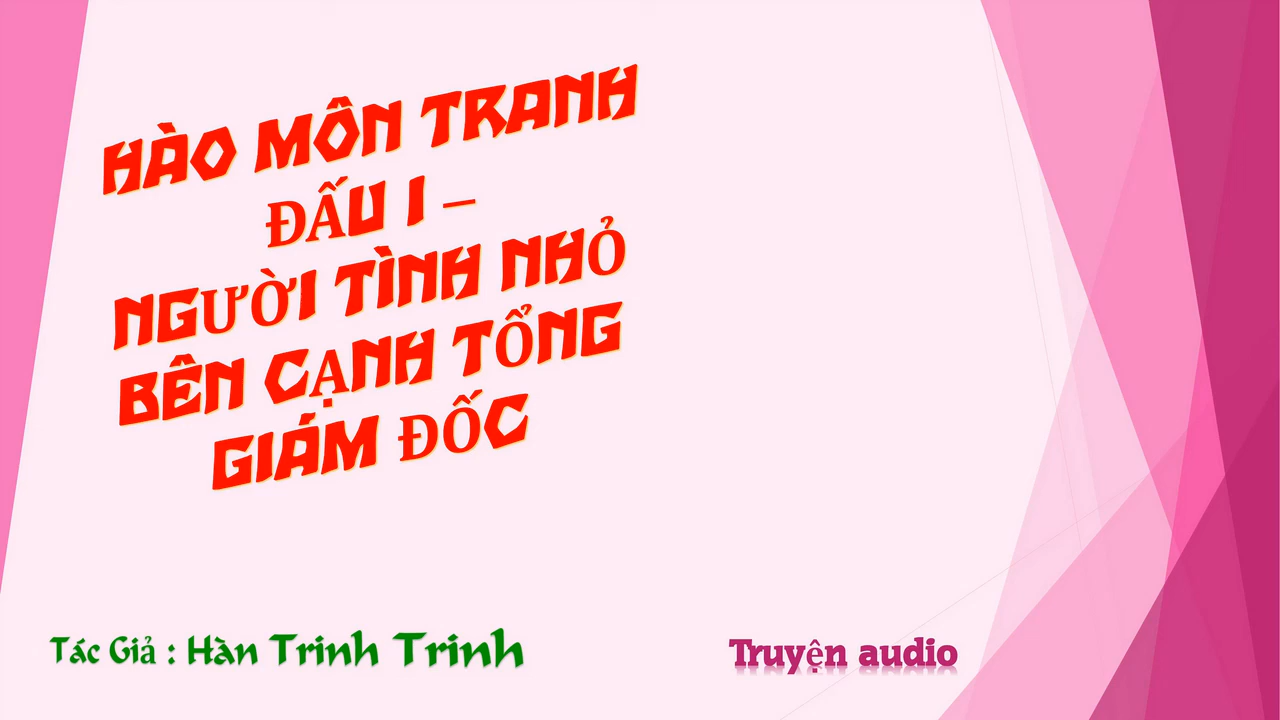 HÀO MÔN TRANH
ĐẤU I –
NGƯỜI TÌNH NHỎ
BÊN CẠNH TỔNG
GIÁM ĐỐC
Tác Giả : Hàn Trinh Trinh
Truyện audio